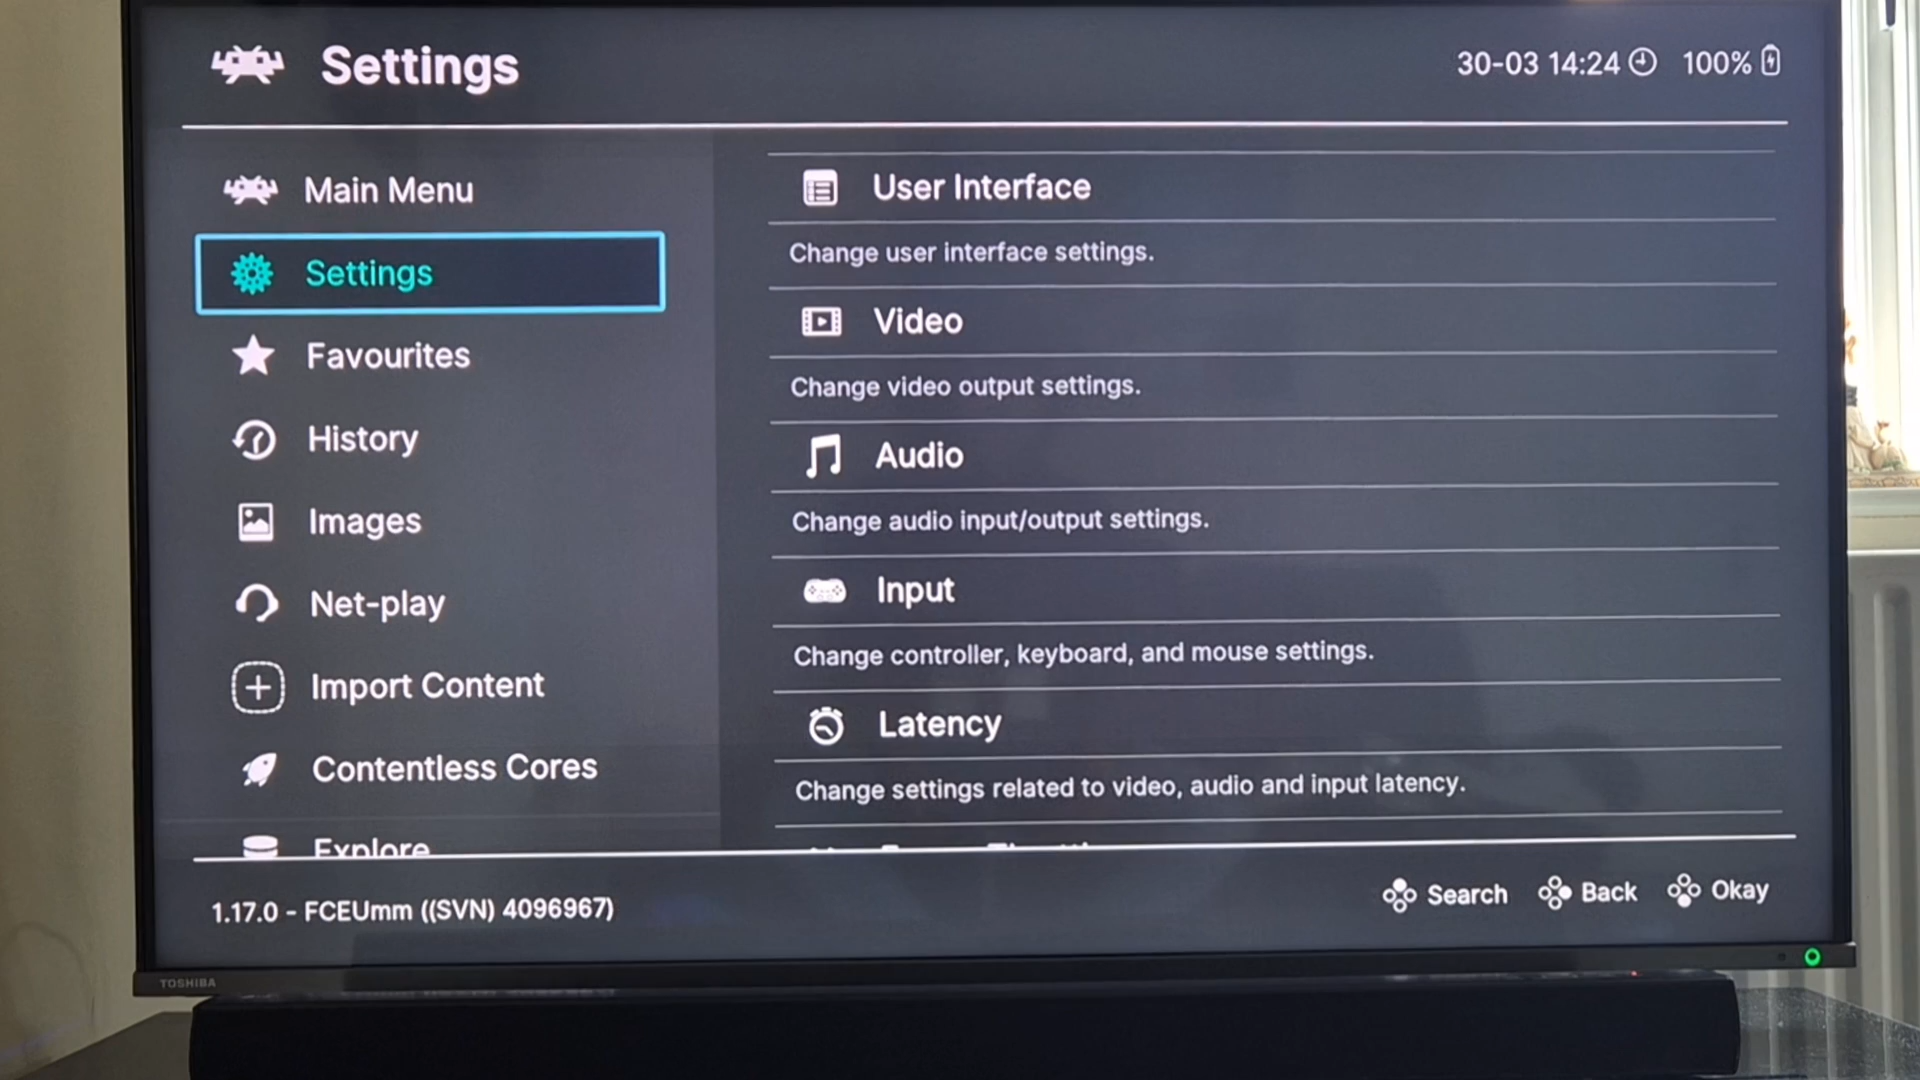 Settings
30-03 14:24 100%
Main Menu
Settings
Favourites
History
Images
Net-play
Import Content
Contentless Cores
Explore
User Interface
Change user interface settings.
Video
Change video output settings.
Audio
Change audio input/output settings.
Input
Change controller, keyboard, and mouse settings.
Latency
Change settings related to video, audio and input latency.
1.17.0 - FCEUmm ((SVN) 4096967)
Search Back Okay
TOSHIBA